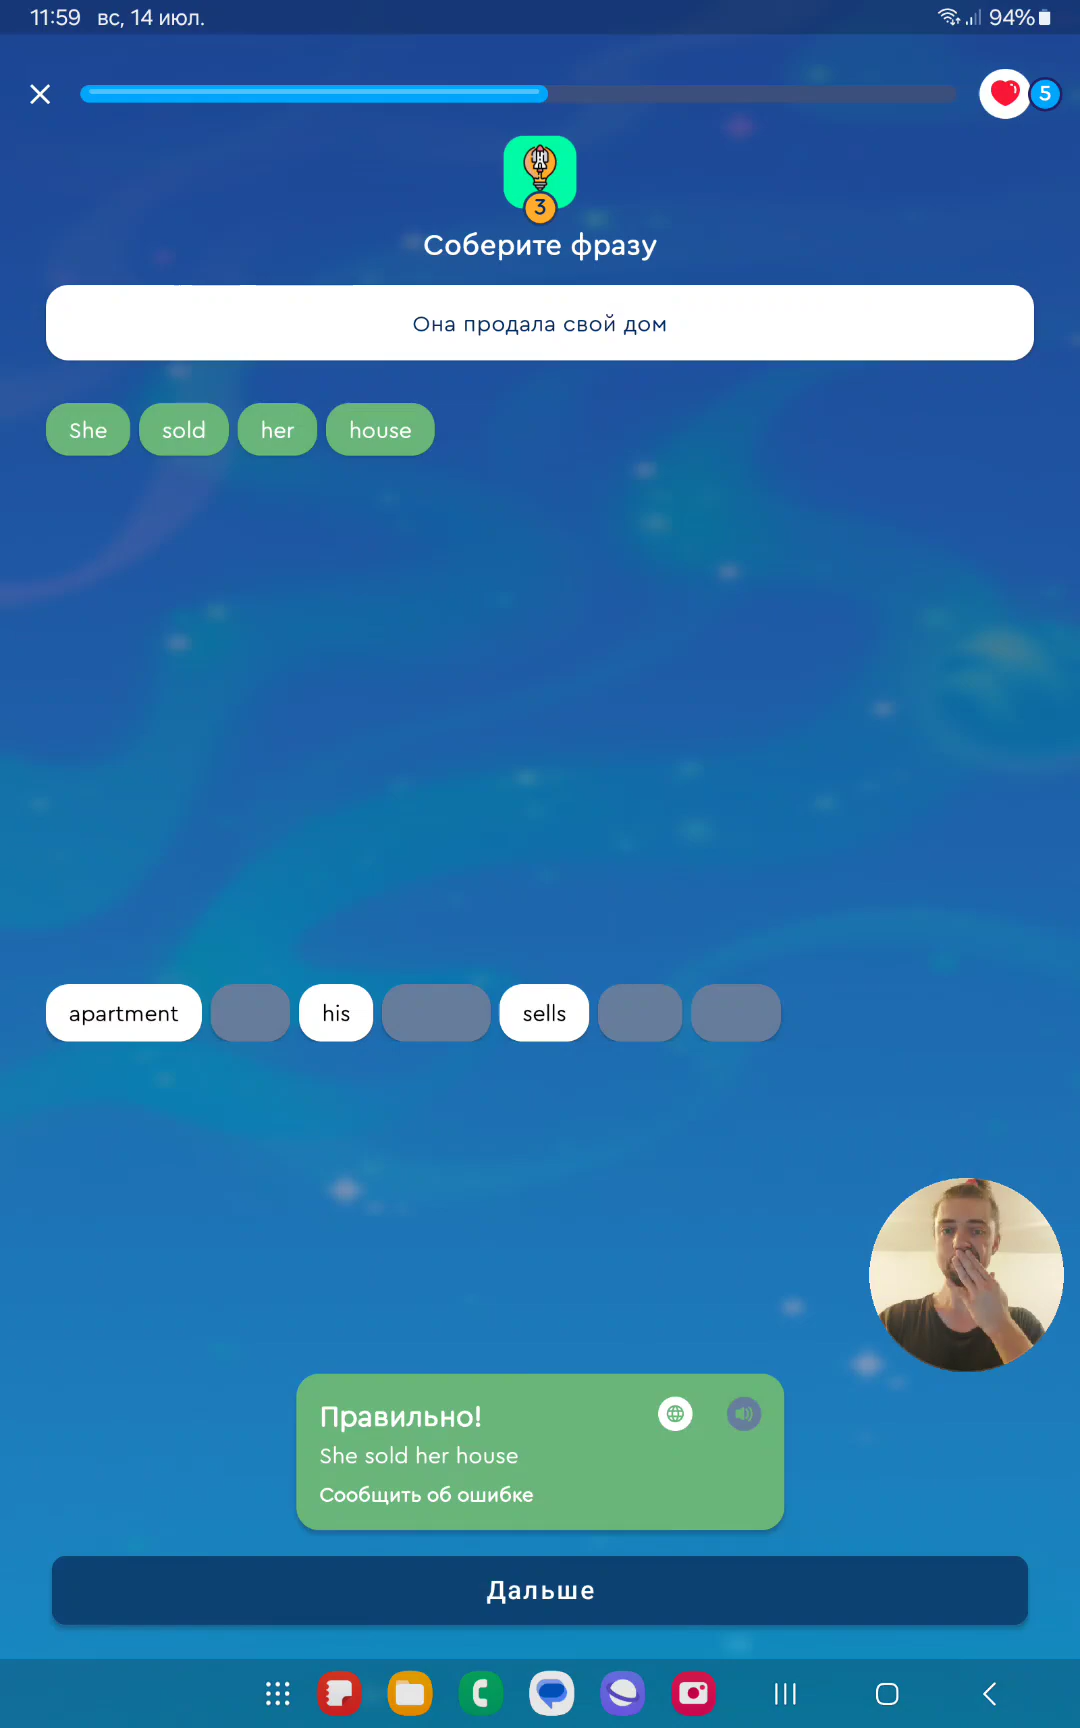 11:59 вс, 14 июл. 94%
5
3
Соберите фразу
Она продала свой дом
She sold her house
apartment his sells
Правильно!
She sold her house
Сообщить об ошибке
Дальше